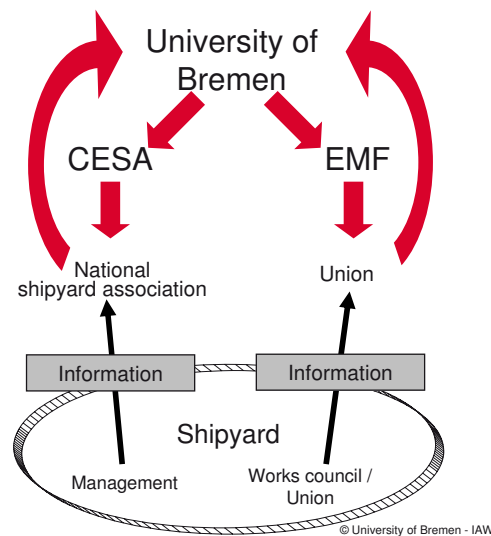 University of
Bremen
CESA
EMF
National
shipyard association
Union
Information
Information
Shipyard
Management
Works council /
Union
© University of Bremen - IAW